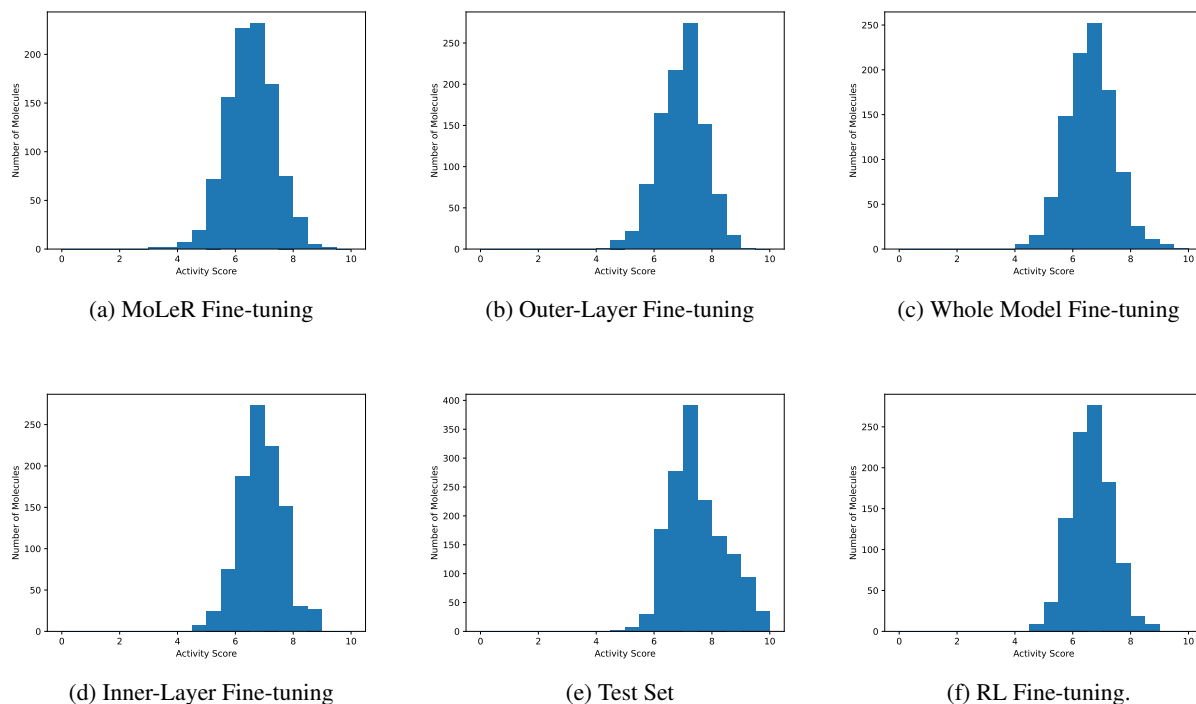 Number of Molecules
200
150
100
50
0
0 2 4 6 8 10
Activity Score
(a) MoLeR Fine-tuning
Number of Molecules
250
200
150
100
50
0
0 2 4 6 8 10
Activity Score
(b) Outer-Layer Fine-tuning
Number of Molecules
250
200
150
100
50
0
0 2 4 6 8 10
Activity Score
(c) Whole Model Fine-tuning
Number of Molecules
250
200
150
100
50
0
0 2 4 6 8 10
Activity Score
(d) Inner-Layer Fine-tuning
Number of Molecules
400
350
300
250
200
150
100
50
0
0 2 4 6 8 10
Activity Score
(e) Test Set
Number of Molecules
250
200
150
100
50
0
0 2 4 6 8 10
Activity Score
(f) RL Fine-tuning.